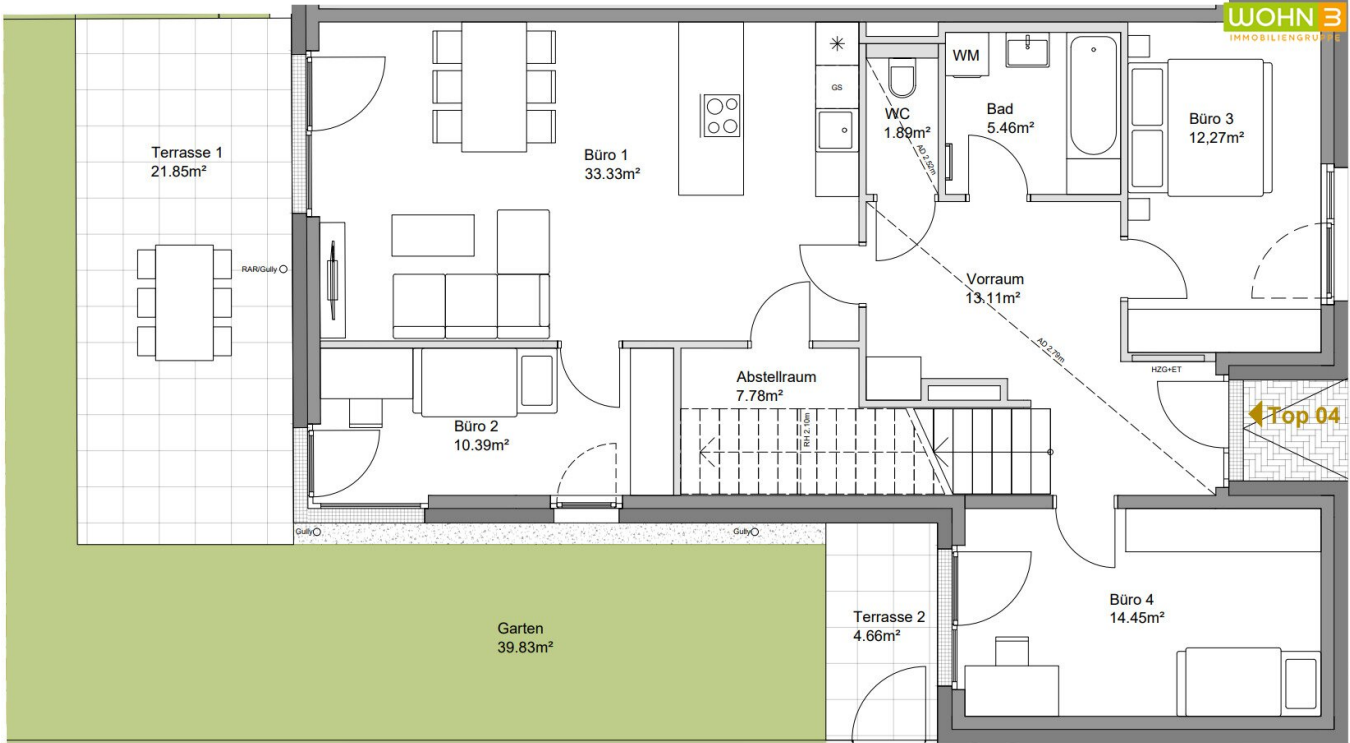 WOHN 3
IMMOBILIENGRUPPE
Terrasse 1
21.85m²
RAR/Gully
Büro 1
33.33m²
GS
WC
1.89m²
AD 2.52m
WM
Bad
5.46m²
Büro 3
12,27m²
Vorraum
13.11m²
AD 2.79m
HZG+ET
Top 04
Abstellraum
7.78m²
RH 2.10m
Büro 2
10.39m²
Gully
Gully
Garten
39.83m²
Terrasse 2
4.66m²
Büro 4
14.45m²